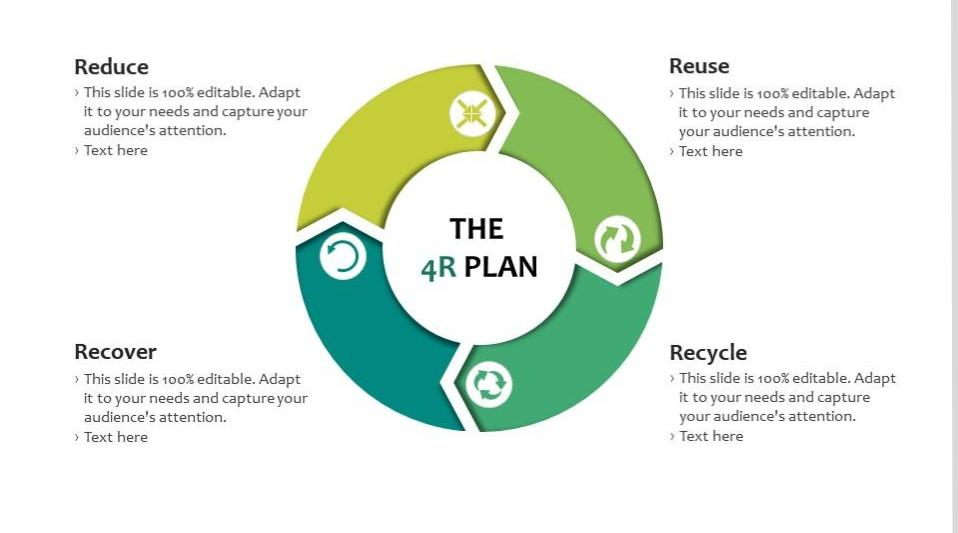 Reduce
› This slide is 100% editable. Adapt
it to your needs and capture your
audience's attention.
› Text here
Reuse
› This slide is 100% editable. Adapt
it to your needs and capture
your audience's attention.
› Text here
THE
4R PLAN
Recover
› This slide is 100% editable. Adapt
it to your needs and capture your
audience's attention.
› Text here
Recycle
› This slide is 100% editable. Adapt
it to your needs and capture
your audience's attention.
› Text here